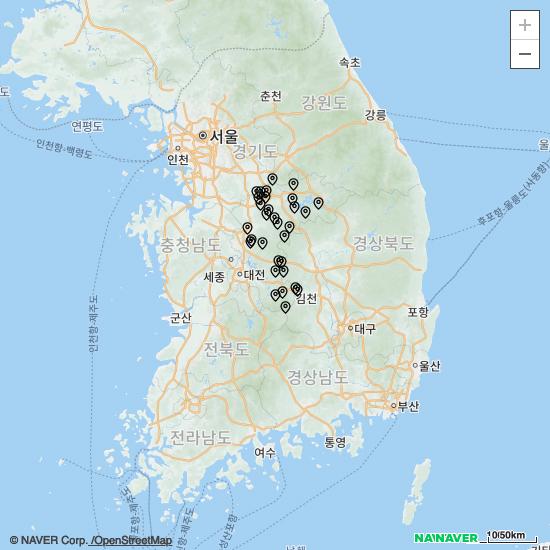 +
−
속초
춘천
강원도
강릉
도
연평도
서울
인천항-백령도
인천
경기도
울
후포항-울릉도(사동항)
충청남도
경상북도
세종
대전
김천
인천항-제주도
군산
포항
대구
전북도
울산
경상남도
부산
전라남도
여수
통영
© NAVER Corp. /OpenStreetMap
NAVER
10/50km